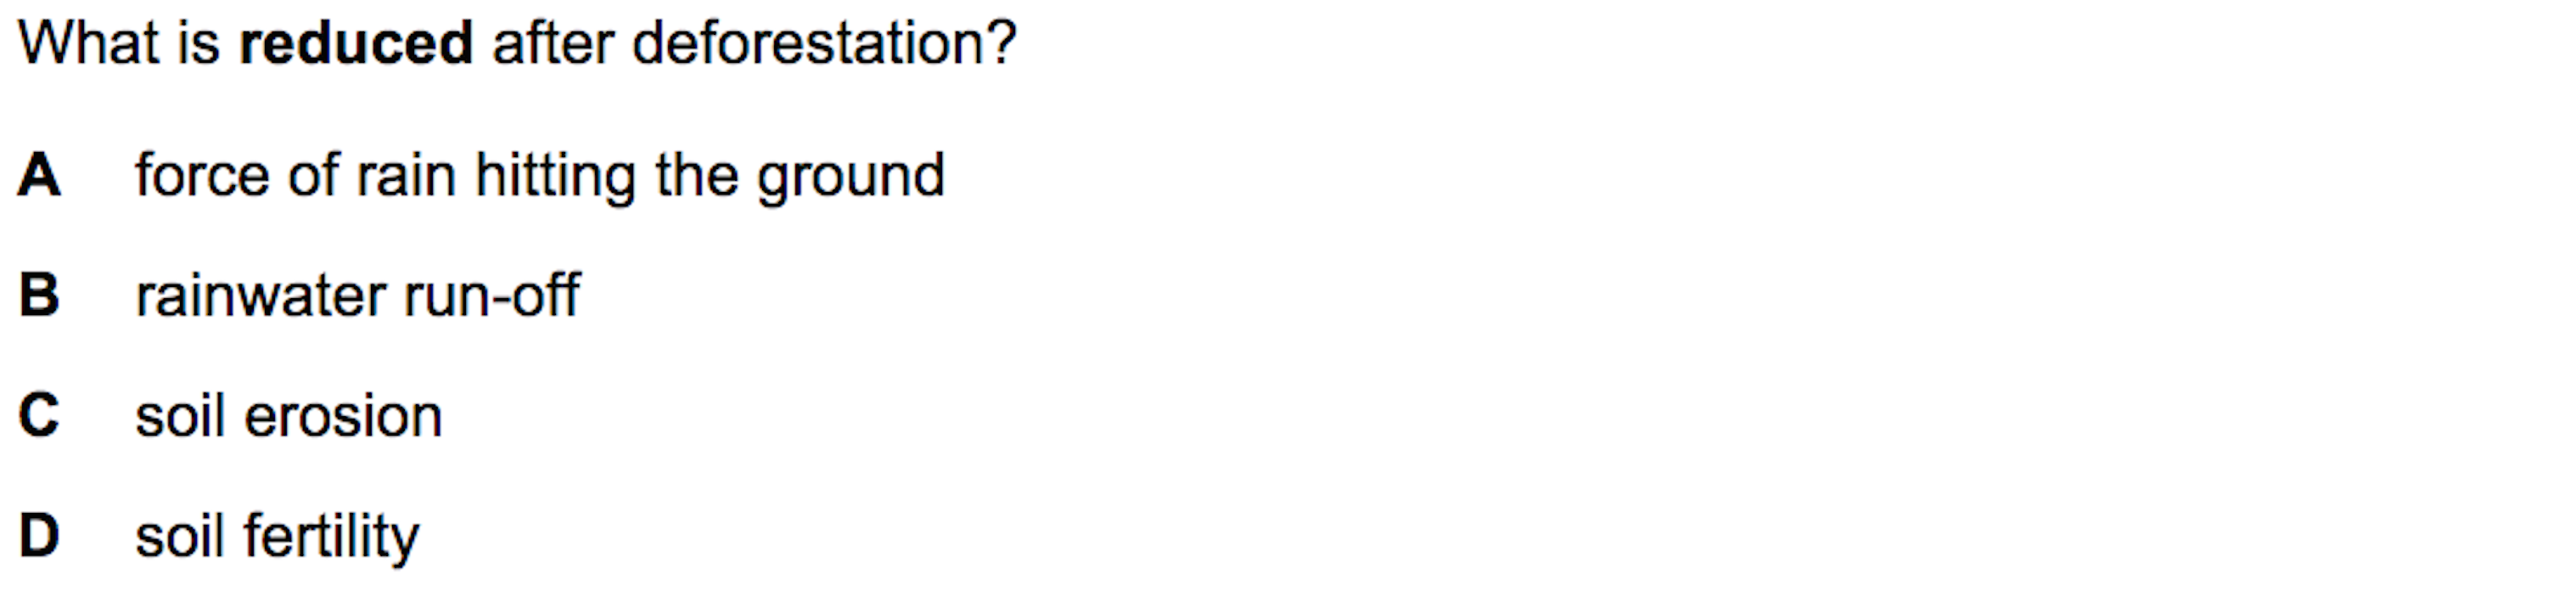 What is reduced after deforestation?
A force of rain hitting the ground
B rainwater run-off
C soil erosion
D soil fertility